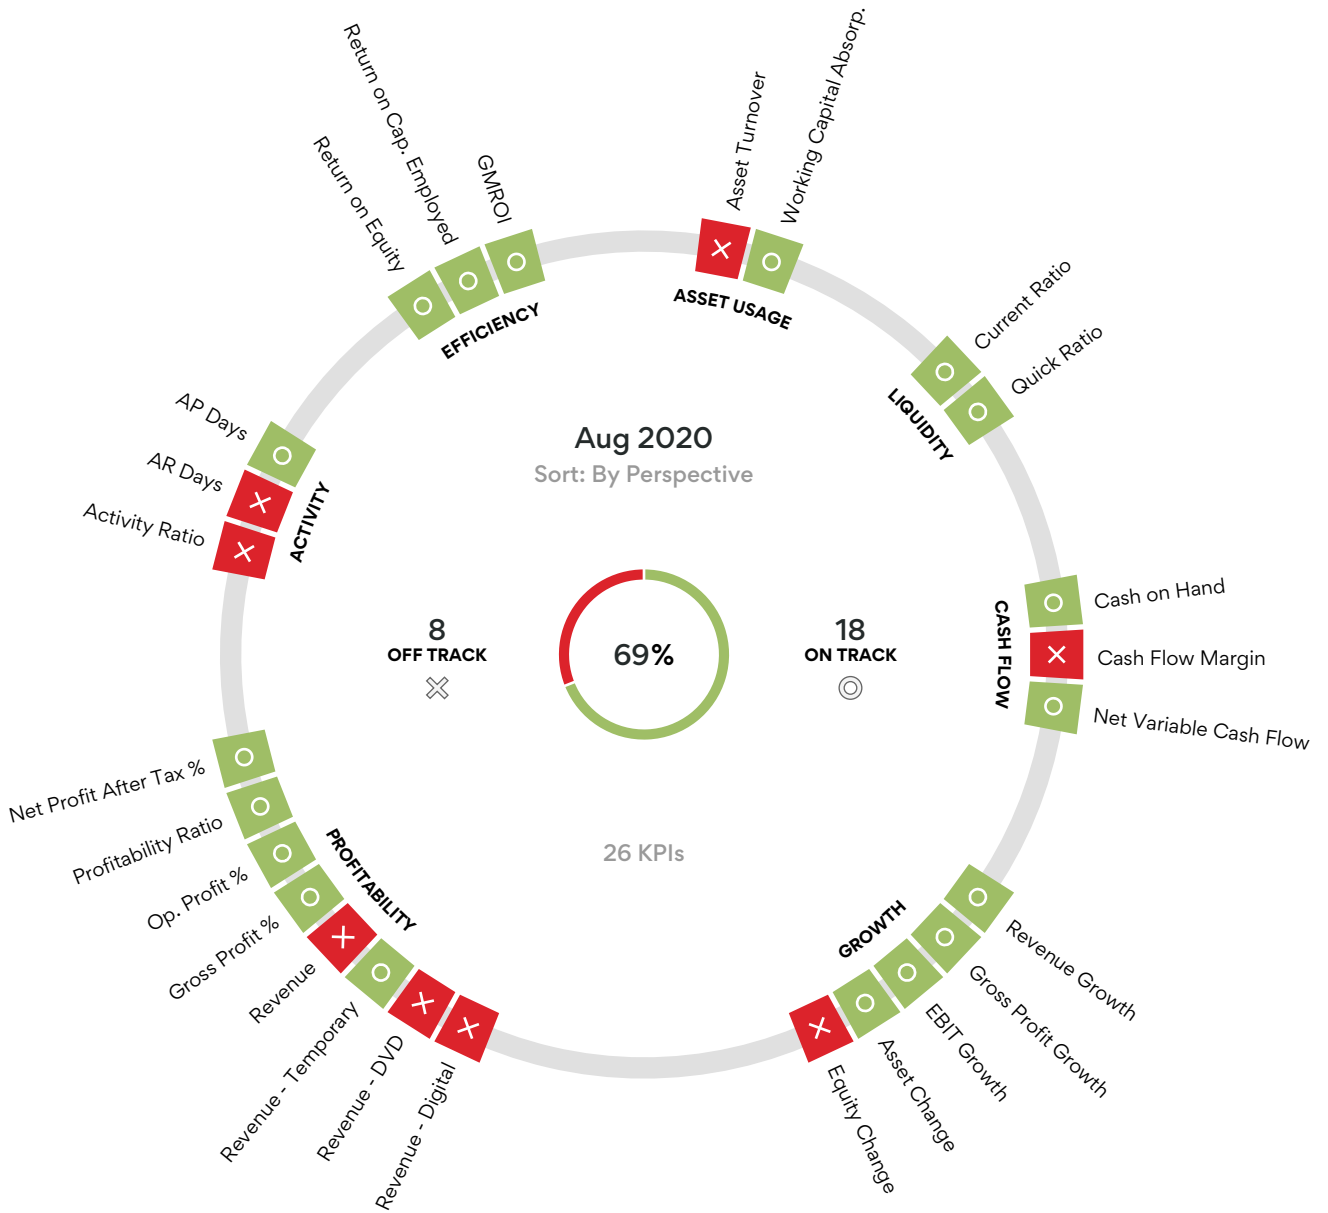 Return on Equity
Return on Cap. Employed
GMROI
EFFICIENCY
Asset Turnover
Working Capital Absorp.
ASSET USAGE
Current Ratio
Quick Ratio
LIQUIDITY
Cash on Hand
Cash Flow Margin
Net Variable Cash Flow
CASH FLOW
Revenue Growth
Gross Profit Growth
EBIT Growth
Asset Change
Equity Change
GROWTH
Revenue - Digital
Revenue - DVD
Revenue - Temporary
Revenue
Gross Profit %
Op. Profit %
Profitability Ratio
Net Profit After Tax %
PROFITABILITY
Activity Ratio
AR Days
AP Days
ACTIVITY
Aug 2020
Sort: By Perspective
8
OFF TRACK
69%
18
ON TRACK
26 KPIs